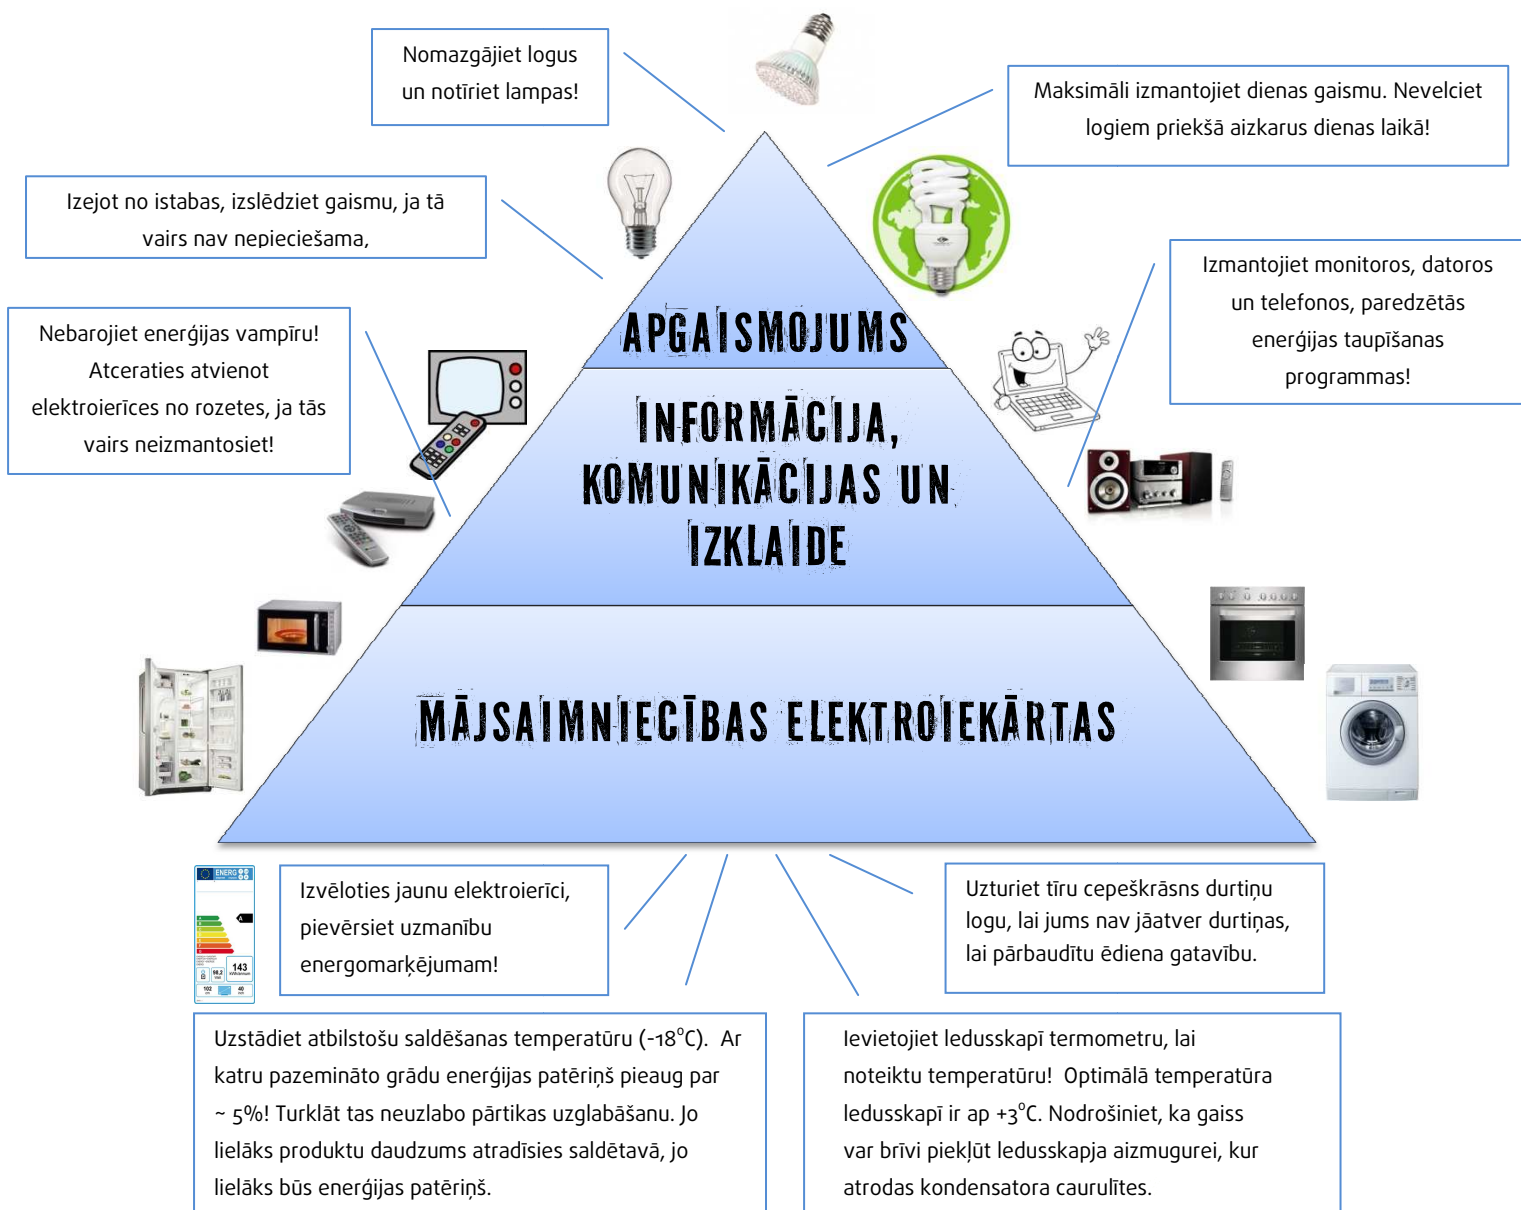 Nomazgājiet logus
un notīriet lampas!
Maksimāli izmantojiet dienas gaismu. Nevelciet
logiem priekšā aizkarus dienas laikā!
Izejot no istabas, izslēdziet gaismu, ja tā
vairs nav nepieciešama,
Izmantojiet monitoros, datoros
un telefonos, paredzētās
enerģijas taupīšanas
programmas!
Nebarojiet enerģijas vampīru!
Atceraties atvienot
elektroierīces no rozetes, ja tās
vairs neizmantosiet!
APGAISMOJUMS
INFORMĀCIJA,
KOMUNIKĀCIJAS UN
IZKLAIDE
MĀJSAIMNIECĪBAS ELEKTROIEKĀRTAS
ENERG
A
143
98,2
102
40
Izvēloties jaunu elektroierīci,
pievērsiet uzmanību
energomarķējumam!
Uzturiet tīru cepeškrāsns durtiņu
logu, lai jums nav jāatver durtiņas,
lai pārbaudītu ēdiena gatavību.
Uzstādiet atbilstošu saldēšanas temperatūru (-18°C). Ar
katru pazemināto grādu enerģijas patēriņš pieaug par
~ 5%! Turklāt tas neuzlabo pārtikas uzglabāšanu. Jo
lielāks produktu daudzums atradīsies saldētavā, jo
lielāks būs enerģijas patēriņš.
Ievietojiet ledusskapī termometru, lai
noteiktu temperatūru! Optimālā temperatūra
ledusskapī ir ap +3°C. Nodrošiniet, ka gaiss
var brīvi piekļūt ledusskapja aizmugurei, kur
atrodas kondensatora caurulītes.